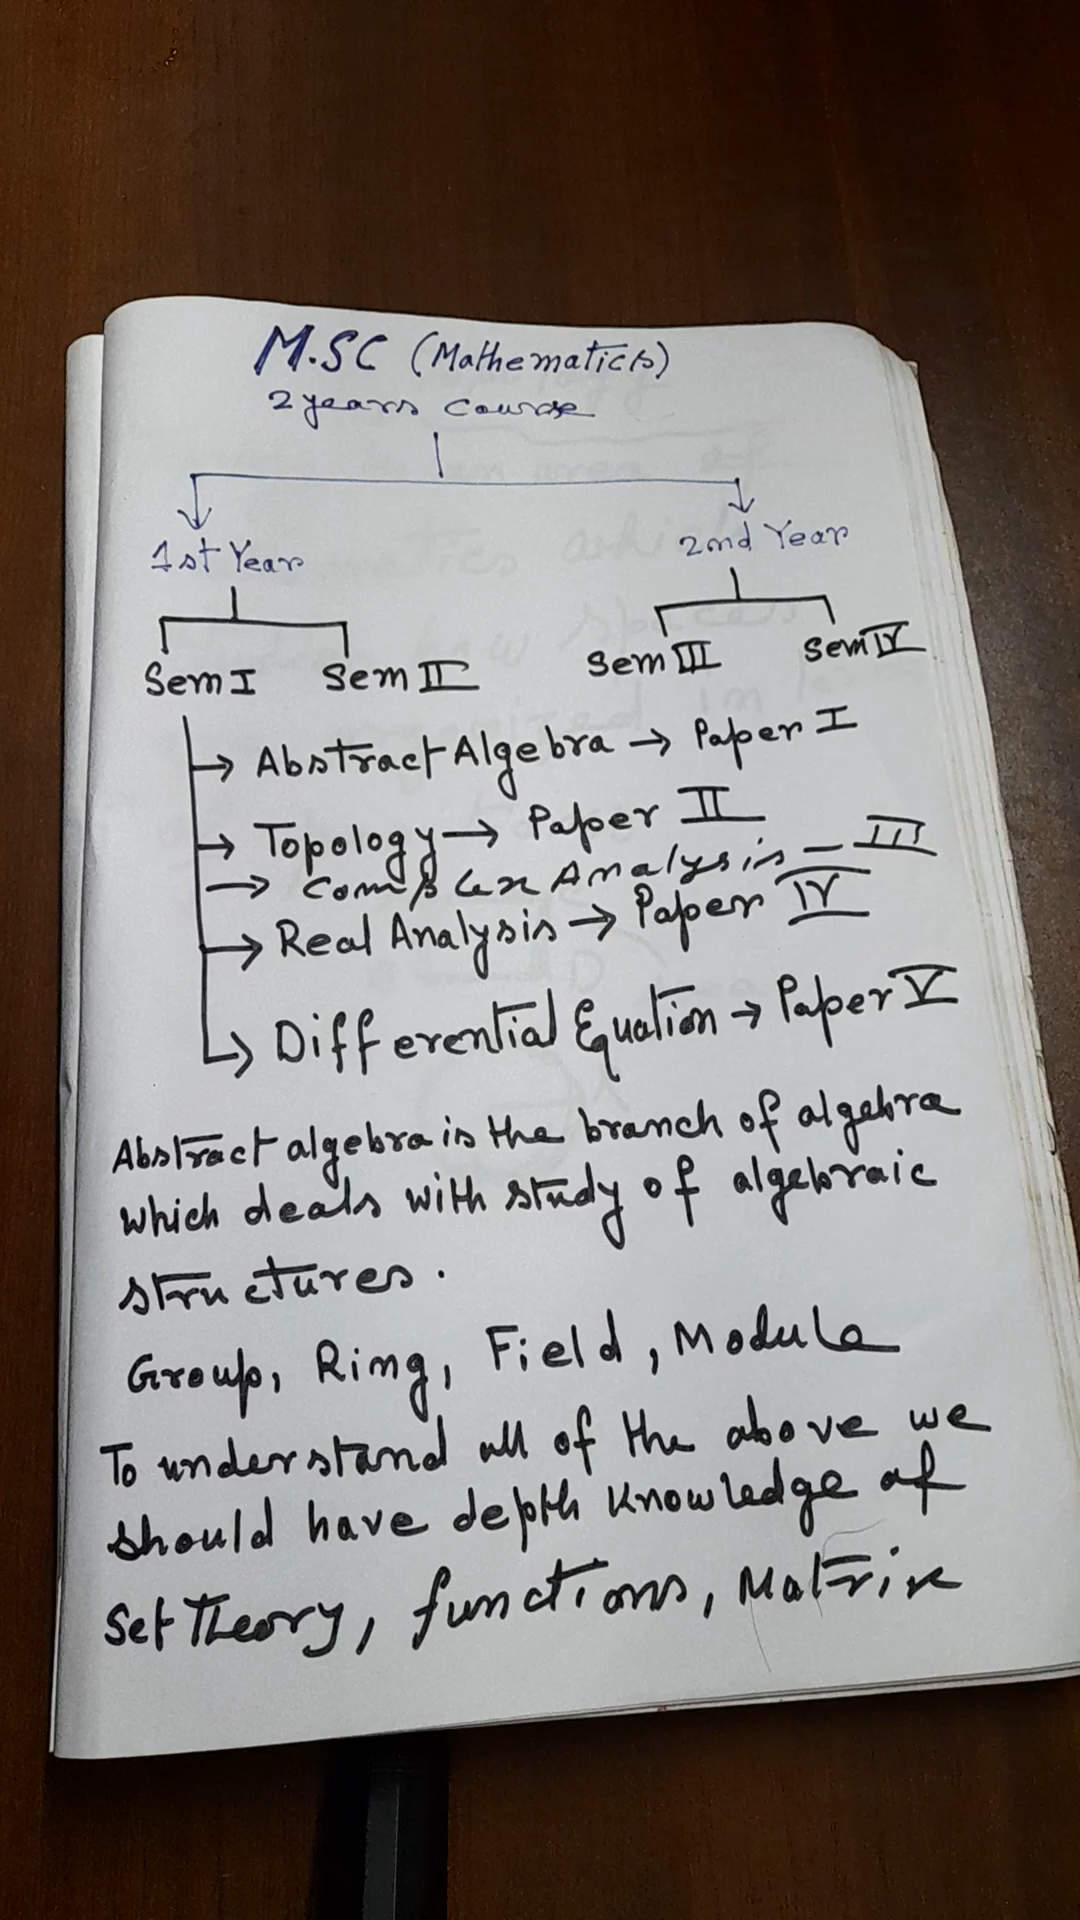 M.SC (Mathematics)
2 years course
1st Year
2nd Year
Sem I
Sem II
Sem III
Sem IV
→ Abstract Algebra → Paper I
→ Topology → Paper II
→ Complex Analysis – III
→ Real Analysis → Paper IV
→ Differential Equation → Paper V
Abstract algebra is the branch of algebra
which deals with study of algebraic
structures.
Group, Ring, Field, Module
To understand all of the above we
should have depth knowledge of
Set Theory, functions, Matrix